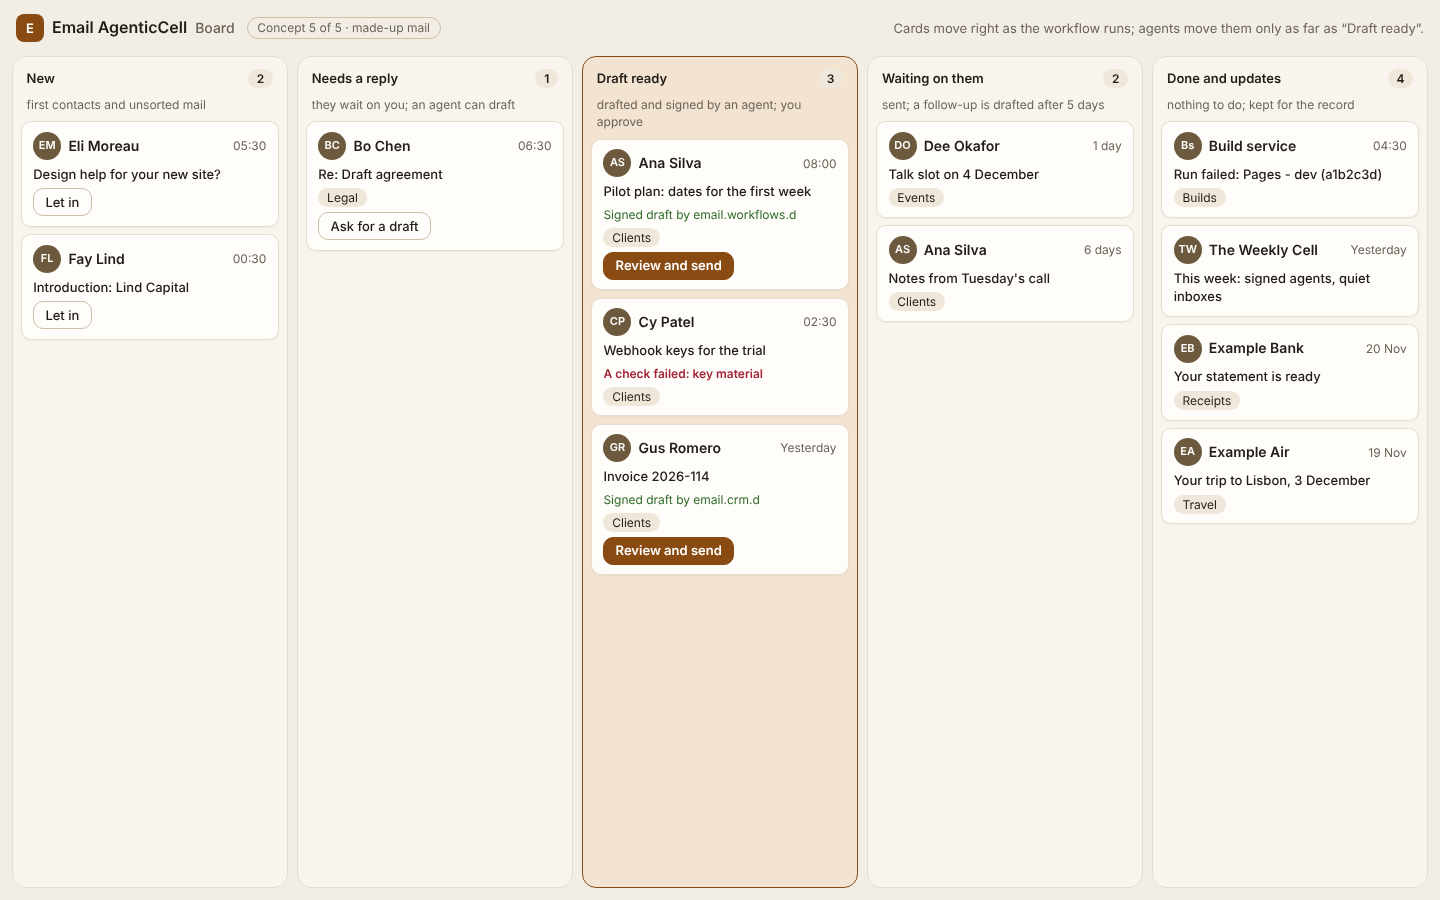 E Email AgenticCell Board Concept 5 of 5 · made-up mail
Cards move right as the workflow runs; agents move them only as far as “Draft ready”.
New 2
first contacts and unsorted mail
EM Eli Moreau 05:30
Design help for your new site?
Let in
FL Fay Lind 00:30
Introduction: Lind Capital
Let in
Needs a reply 1
they wait on you; an agent can draft
BC Bo Chen 06:30
Re: Draft agreement
Legal
Ask for a draft
Draft ready 3
drafted and signed by an agent; you
approve
AS Ana Silva 08:00
Pilot plan: dates for the first week
Signed draft by email.workflows.d
Clients
Review and send
CP Cy Patel 02:30
Webhook keys for the trial
A check failed: key material
Clients
GR Gus Romero Yesterday
Invoice 2026-114
Signed draft by email.crm.d
Clients
Review and send
Waiting on them 2
sent; a follow-up is drafted after 5 days
DO Dee Okafor 1 day
Talk slot on 4 December
Events
AS Ana Silva 6 days
Notes from Tuesday's call
Clients
Done and updates 4
nothing to do; kept for the record
Bs Build service 04:30
Run failed: Pages - dev (a1b2c3d)
Builds
TW The Weekly Cell Yesterday
This week: signed agents, quiet
inboxes
EB Example Bank 20 Nov
Your statement is ready
Receipts
EA Example Air 19 Nov
Your trip to Lisbon, 3 December
Travel